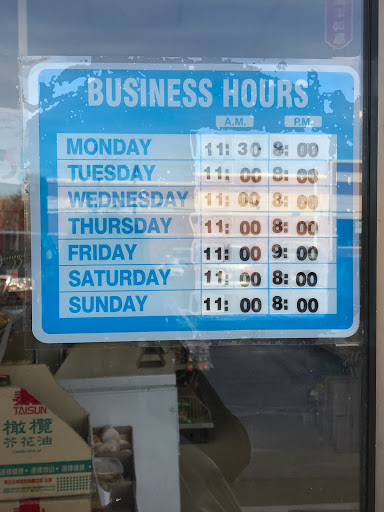 BUSINESS HOURS
A.M. P.M.
MONDAY 11: 30 8: 00
TUESDAY 11: 00 8: 00
WEDNESDAY 11: 00 8: 00
THURSDAY 11: 00 8: 00
FRIDAY 11: 00 9: 00
SATURDAY 11: 00 8: 00
SUNDAY 11: 00 8: 00
TAISUN
橄欖
芥花油